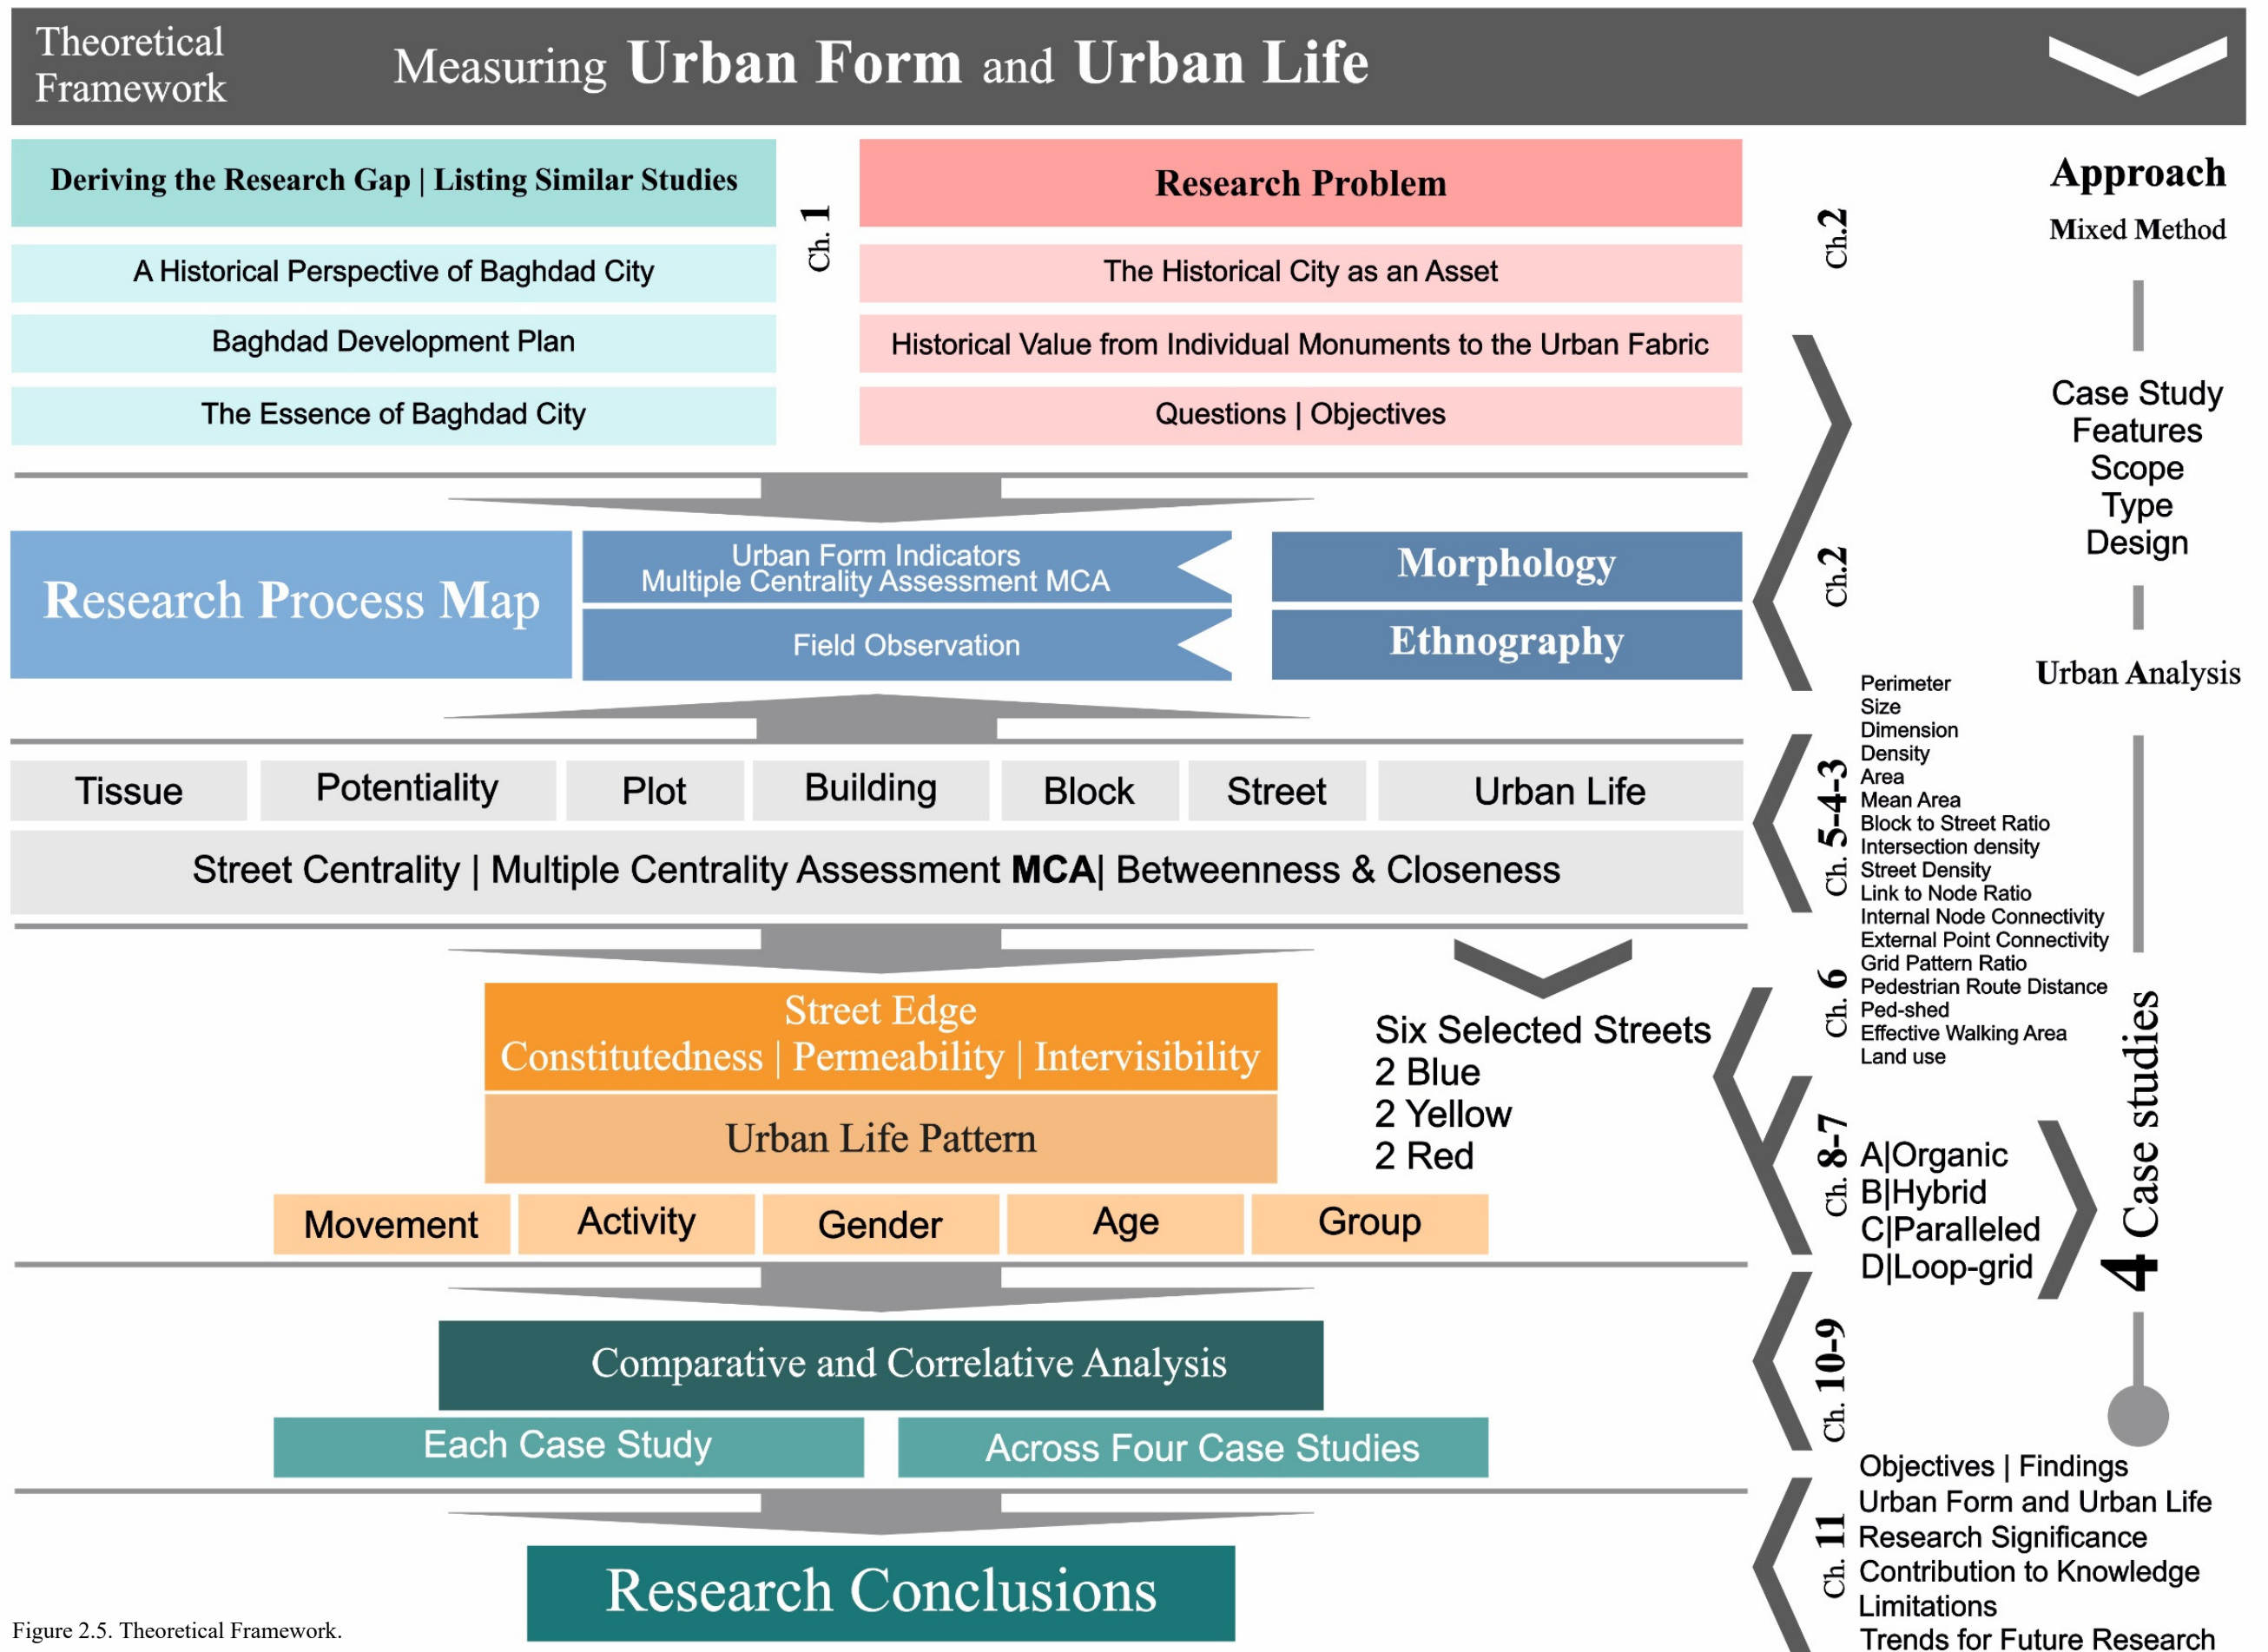 Theoretical
Framework
Measuring Urban Form and Urban Life
Deriving the Research Gap | Listing Similar Studies
A Historical Perspective of Baghdad City
Baghdad Development Plan
The Essence of Baghdad City
Ch. 1
Research Problem
The Historical City as an Asset
Historical Value from Individual Monuments to the Urban Fabric
Questions | Objectives
Ch.2
Approach
Mixed Method
Case Study
Features
Scope
Type
Design
Urban Analysis
Research Process Map
Urban Form Indicators
Multiple Centrality Assessment MCA
Field Observation
Morphology
Ethnography
Ch.2
Tissue
Potentiality
Plot
Building
Block
Street
Urban Life
Street Centrality | Multiple Centrality Assessment MCA| Betweenness & Closeness
Ch. 5-4-3
Perimeter
Size
Dimension
Density
Area
Mean Area
Block to Street Ratio
Intersection density
Street Density
Link to Node Ratio
Internal Node Connectivity
External Point Connectivity
Grid Pattern Ratio
Pedestrian Route Distance
Ped-shed
Effective Walking Area
Land use
Street Edge
Constitutedness | Permeability | Intervisibility
Urban Life Pattern
Movement
Activity
Gender
Age
Group
Six Selected Streets
2 Blue
2 Yellow
2 Red
Ch. 6
Ch. 8-7
A|Organic
B|Hybrid
C|Paralleled
D|Loop-grid
4 Case studies
Comparative and Correlative Analysis
Each Case Study
Across Four Case Studies
Ch. 10-9
Research Conclusions
Ch. 11
Objectives | Findings
Urban Form and Urban Life
Research Significance
Contribution to Knowledge
Limitations
Trends for Future Research
Figure 2.5. Theoretical Framework.